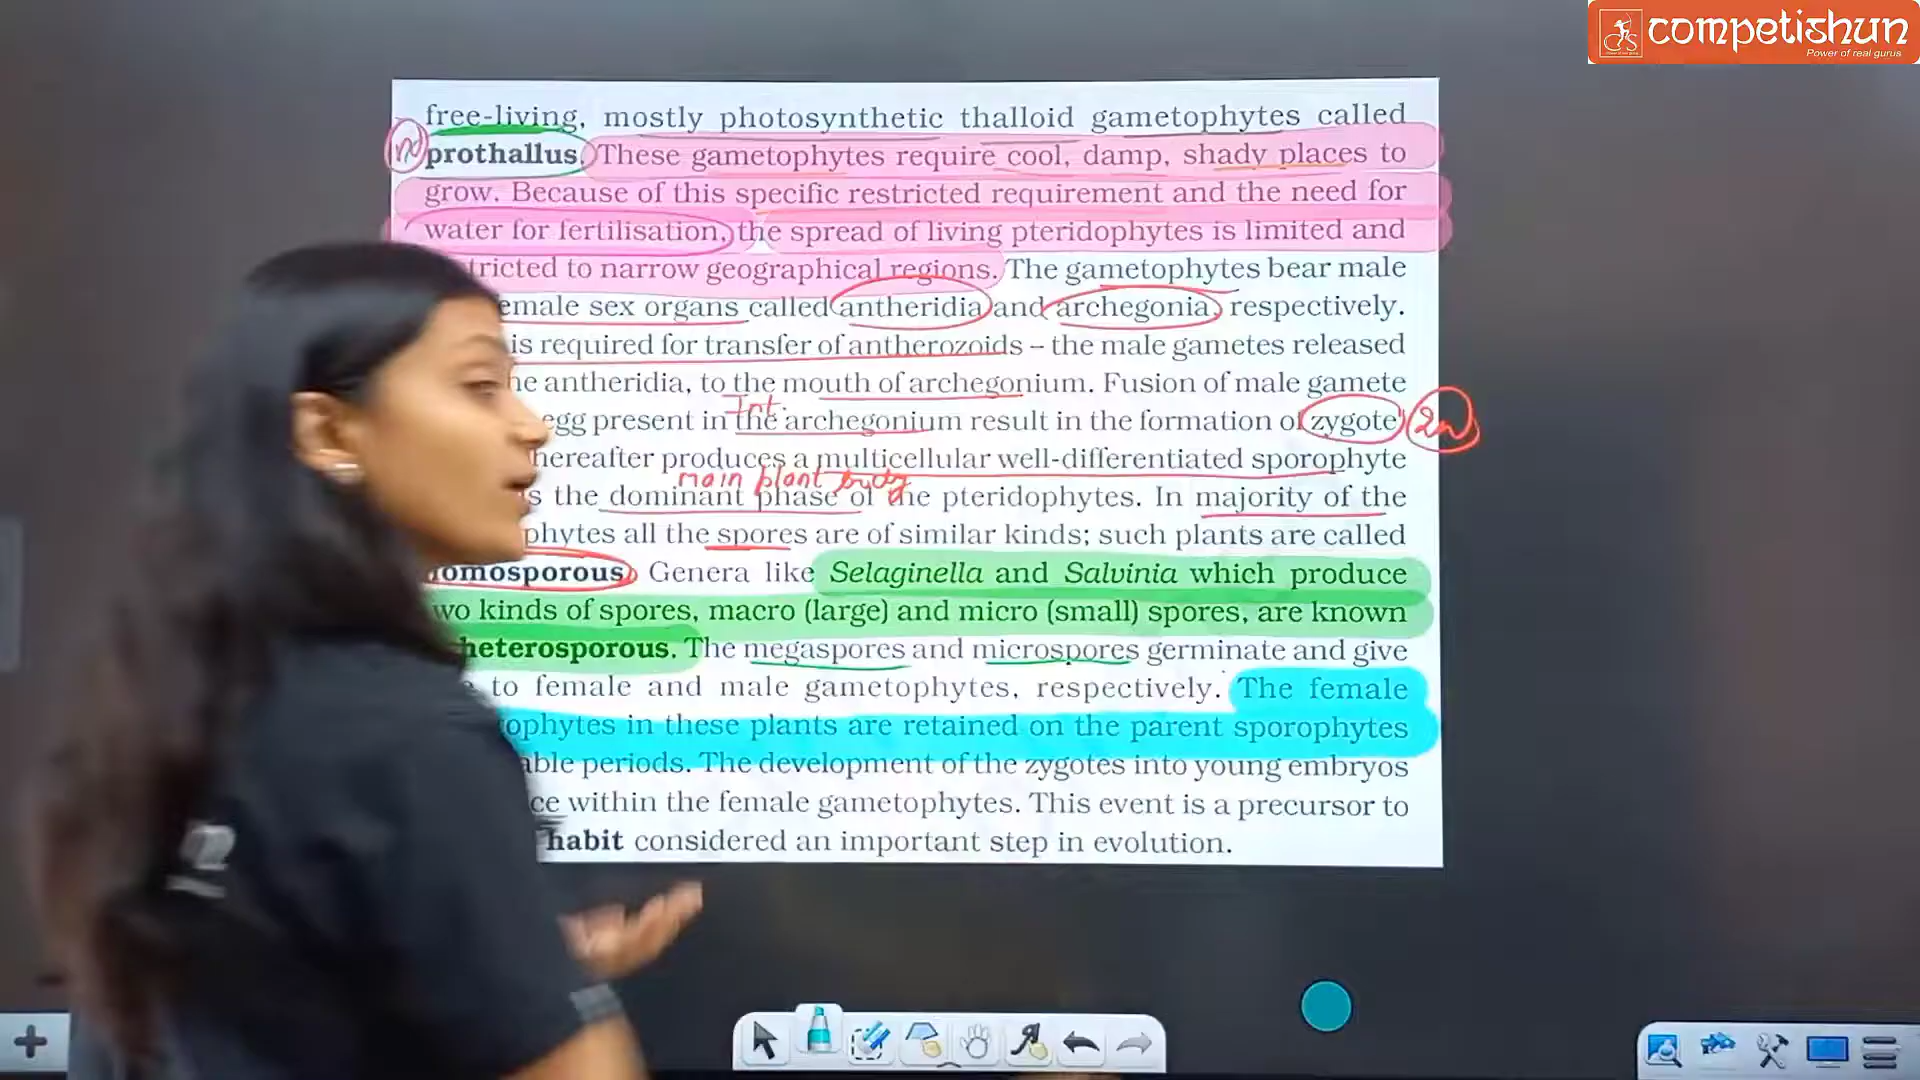 competishun
Power of real gurus
free-living, mostly photosynthetic thalloid gametophytes called
n prothallus. These gametophytes require cool, damp, shady places to
grow. Because of this specific restricted requirement and the need for
water for fertilisation, the spread of living pteridophytes is limited and
tricted to narrow geographical regions. The gametophytes bear male
emale sex organs called antheridia and archegonia, respectively.
is required for transfer of antherozoids – the male gametes released
he antheridia, to the mouth of archegonium. Fusion of male gamete
Int.
egg present in the archegonium result in the formation of zygote 2n
hereafter produces a multicellular well-differentiated sporophyte
main plant body
s the dominant phase of the pteridophytes. In majority of the
phytes all the spores are of similar kinds; such plants are called
omosporous. Genera like Selaginella and Salvinia which produce
wo kinds of spores, macro (large) and micro (small) spores, are known
heterosporous. The megaspores and microspores germinate and give
to female and male gametophytes, respectively. The female
ophytes in these plants are retained on the parent sporophytes
able periods. The development of the zygotes into young embryos
ce within the female gametophytes. This event is a precursor to
habit considered an important step in evolution.